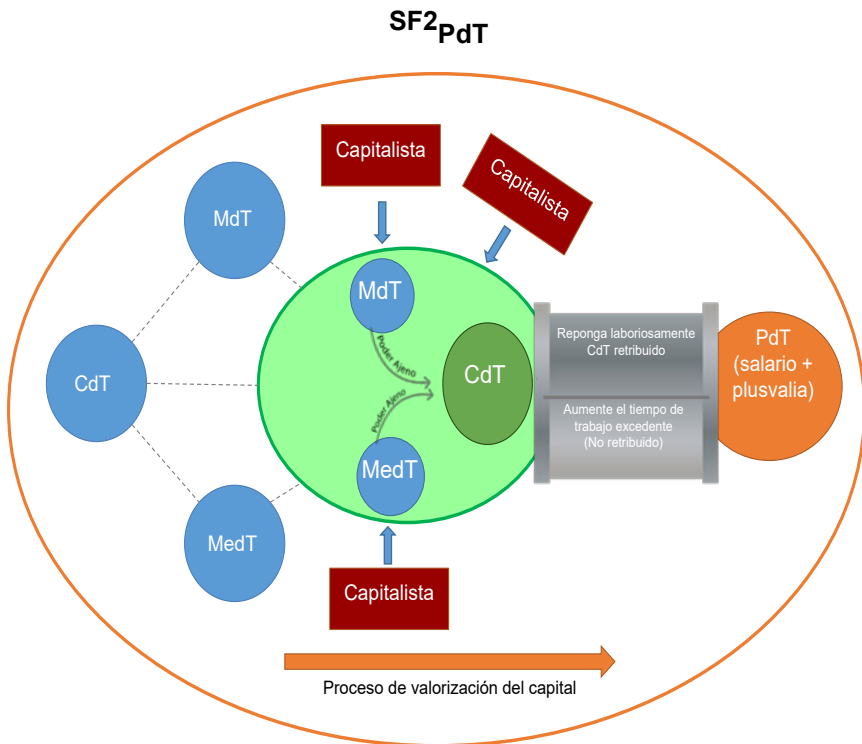 SF2PdT
Capitalista
Capitalista
MdT
MdT
Poder Ajeno
CdT
CdT
Poder Ajeno
MedT
MedT
Reponga laboriosamente
CdT retribuido
Aumente el tiempo de
trabajo excedente
(No retribuido)
PdT
(salario +
plusvalia)
Capitalista
Proceso de valorización del capital